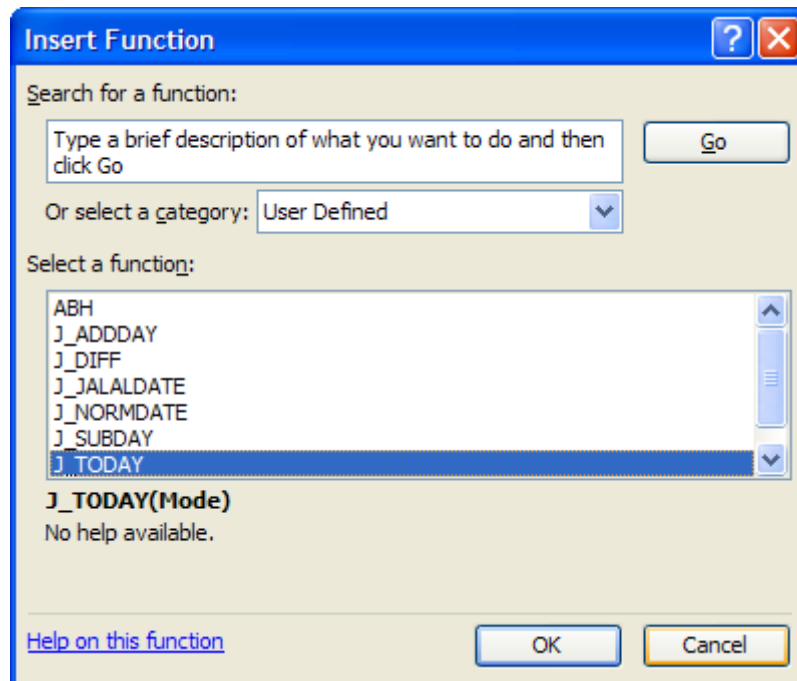 Insert Function
Search for a function:
Type a brief description of what you want to do and then
click Go
Go
Or select a category: User Defined
Select a function:
ABH
J_ADDDAY
J_DIFF
J_JALALDATE
J_NORMDATE
J_SUBDAY
J_TODAY
J_TODAY(Mode)
No help available.
Help on this function
OK
Cancel